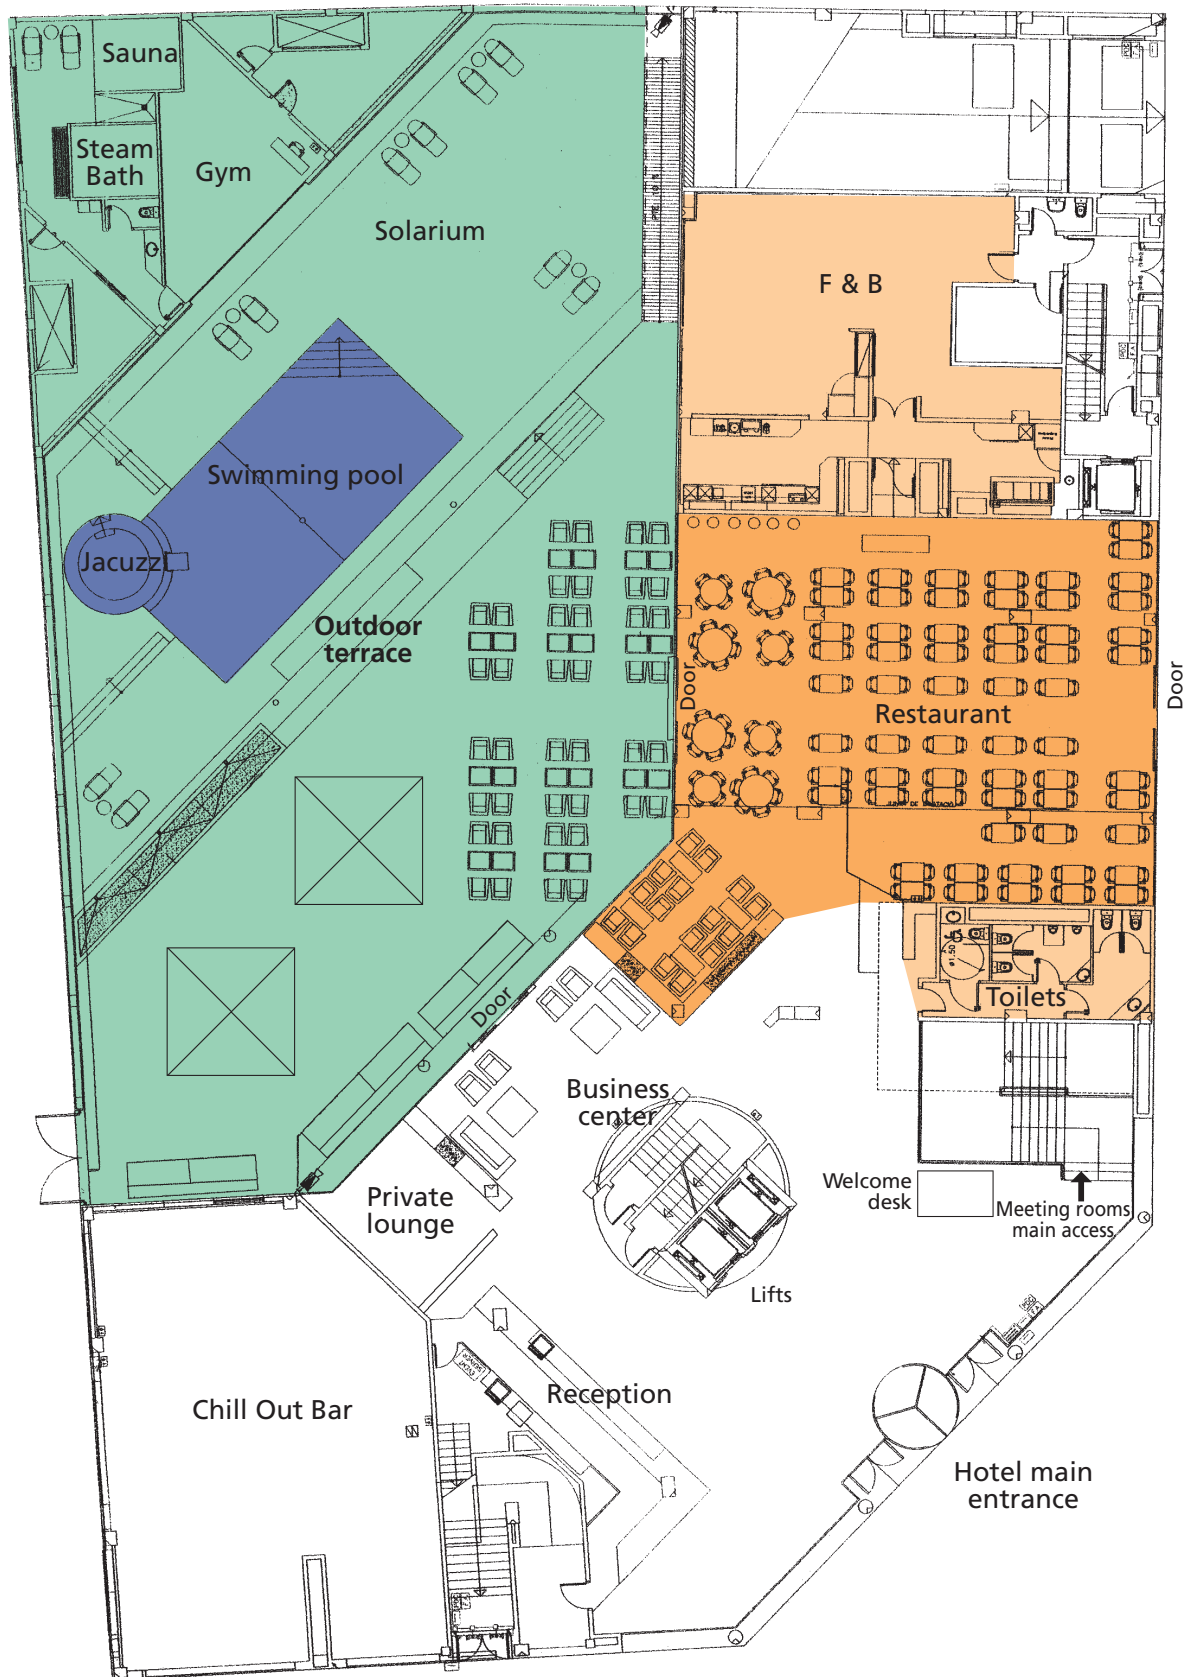 Sauna
Steam
Bath
Gym
Solarium
F & B
Swimming pool
Jacuzzi
Outdoor
terrace
Door
Door
Restaurant
Door
Toilets
Business
center
Private
lounge
Welcome
desk
Meeting rooms
main access
Lifts
Reception
Chill Out Bar
Hotel main
entrance